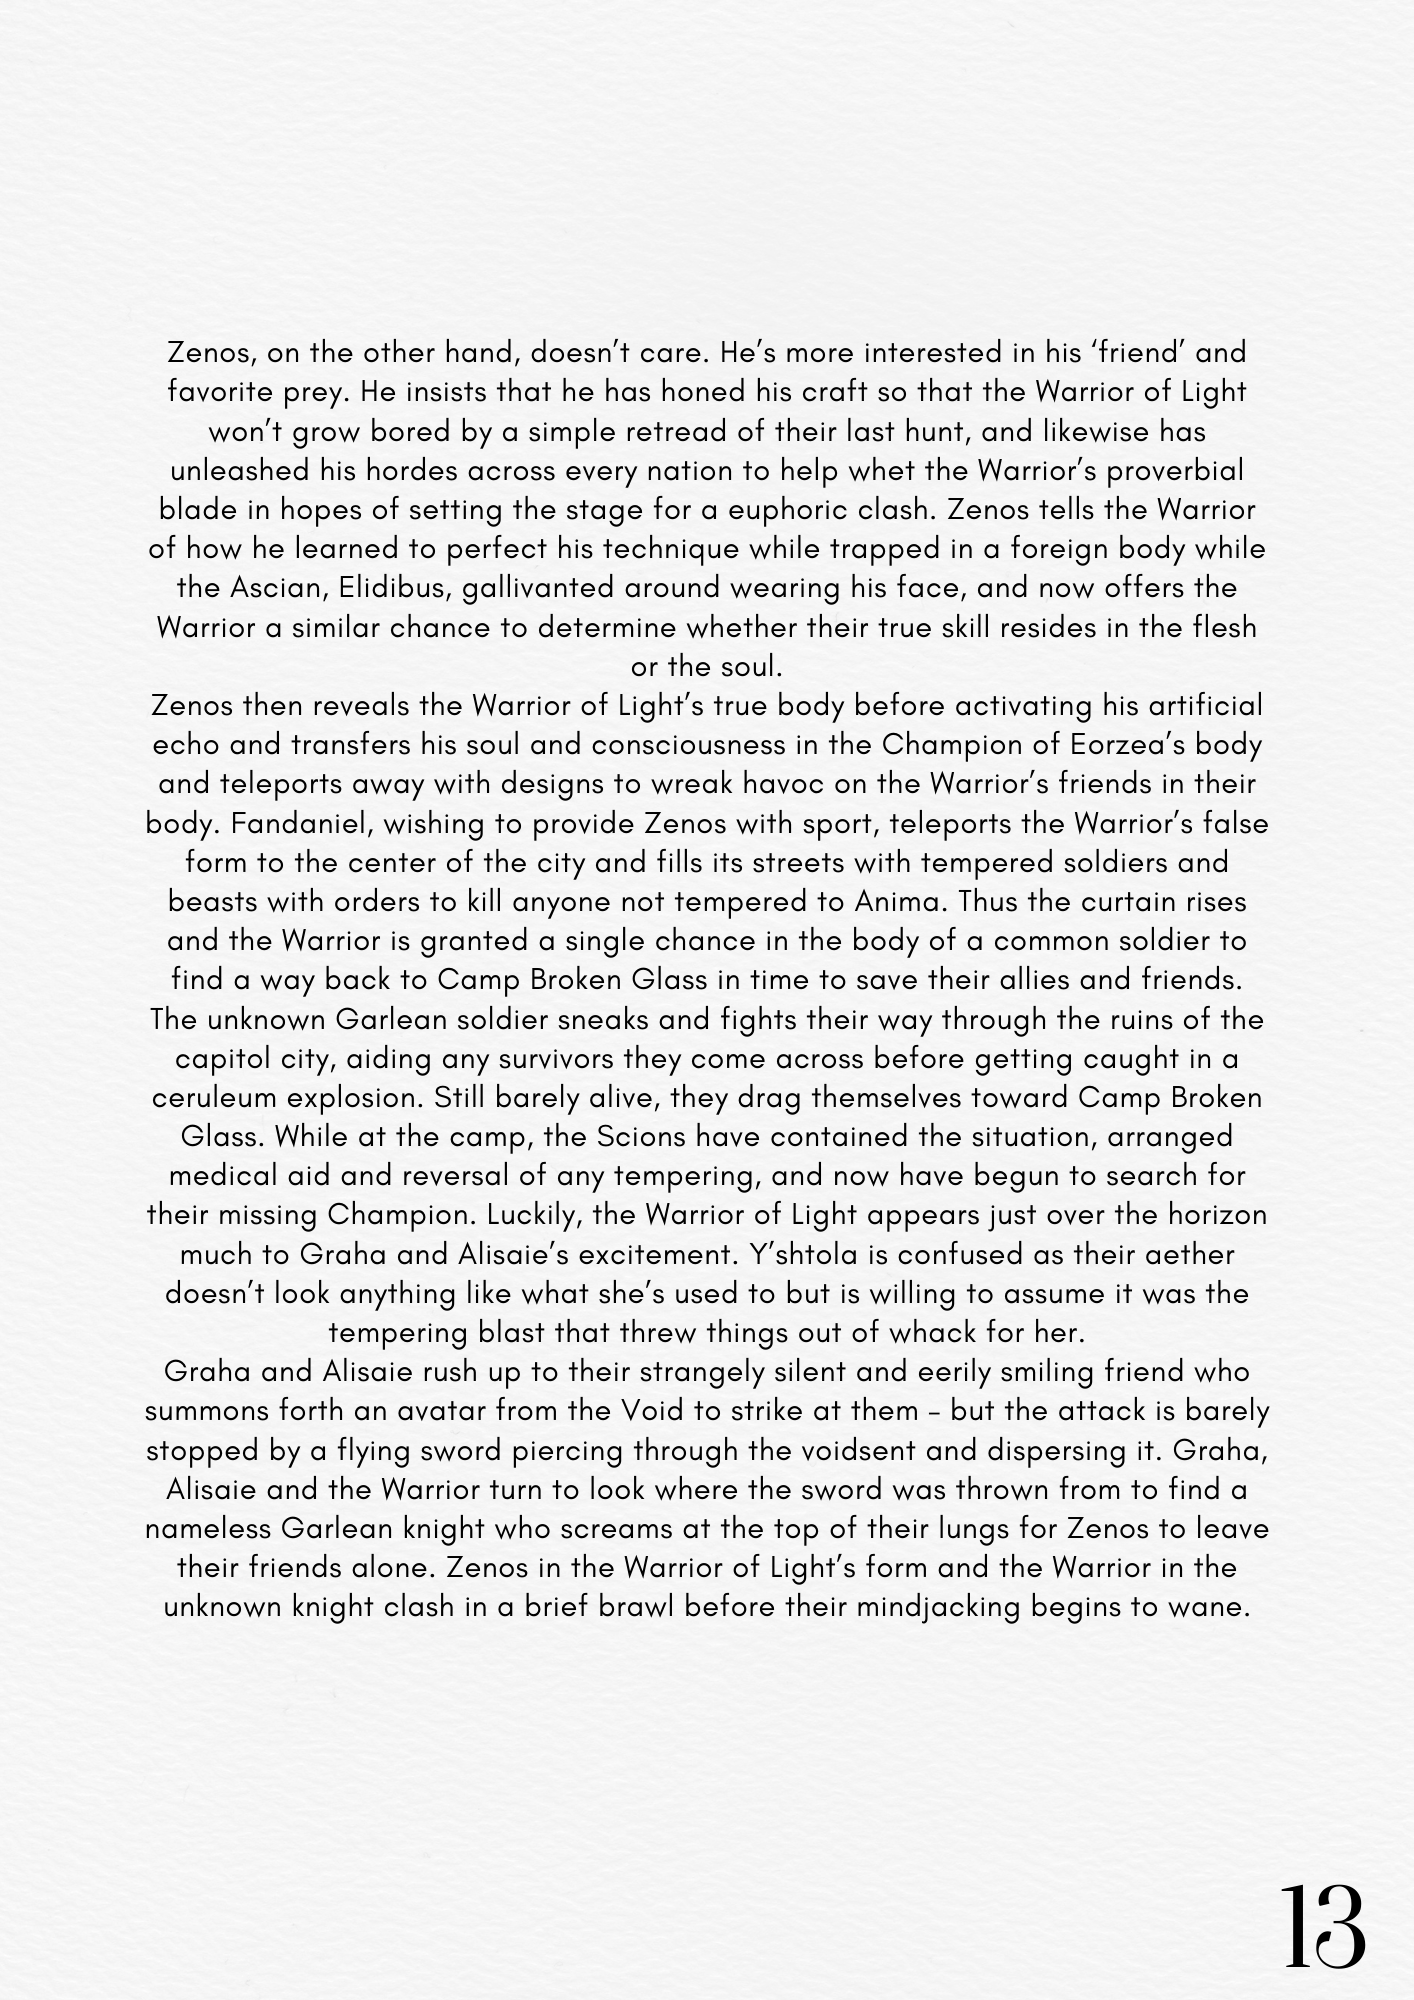 Zenos, on the other hand, doesn’t care. He’s more interested in his ‘friend’ and
favorite prey. He insists that he has honed his craft so that the Warrior of Light
won’t grow bored by a simple retread of their last hunt, and likewise has
unleashed his hordes across every nation to help whet the Warrior’s proverbial
blade in hopes of setting the stage for a euphoric clash. Zenos tells the Warrior
of how he learned to perfect his technique while trapped in a foreign body while
the Ascian, Elidibus, gallivanted around wearing his face, and now offers the
Warrior a similar chance to determine whether their true skill resides in the flesh
or the soul.
Zenos then reveals the Warrior of Light’s true body before activating his artificial
echo and transfers his soul and consciousness in the Champion of Eorzea’s body
and teleports away with designs to wreak havoc on the Warrior’s friends in their
body. Fandaniel, wishing to provide Zenos with sport, teleports the Warrior’s false
form to the center of the city and fills its streets with tempered soldiers and
beasts with orders to kill anyone not tempered to Anima. Thus the curtain rises
and the Warrior is granted a single chance in the body of a common soldier to
find a way back to Camp Broken Glass in time to save their allies and friends.
The unknown Garlean soldier sneaks and fights their way through the ruins of the
capitol city, aiding any survivors they come across before getting caught in a
ceruleum explosion. Still barely alive, they drag themselves toward Camp Broken
Glass. While at the camp, the Scions have contained the situation, arranged
medical aid and reversal of any tempering, and now have begun to search for
their missing Champion. Luckily, the Warrior of Light appears just over the horizon
much to Graha and Alisaie’s excitement. Y’shtola is confused as their aether
doesn’t look anything like what she’s used to but is willing to assume it was the
tempering blast that threw things out of whack for her.
Graha and Alisaie rush up to their strangely silent and eerily smiling friend who
summons forth an avatar from the Void to strike at them – but the attack is barely
stopped by a flying sword piercing through the voidsent and dispersing it. Graha,
Alisaie and the Warrior turn to look where the sword was thrown from to find a
nameless Garlean knight who screams at the top of their lungs for Zenos to leave
their friends alone. Zenos in the Warrior of Light’s form and the Warrior in the
unknown knight clash in a brief brawl before their mindjacking begins to wane.
13